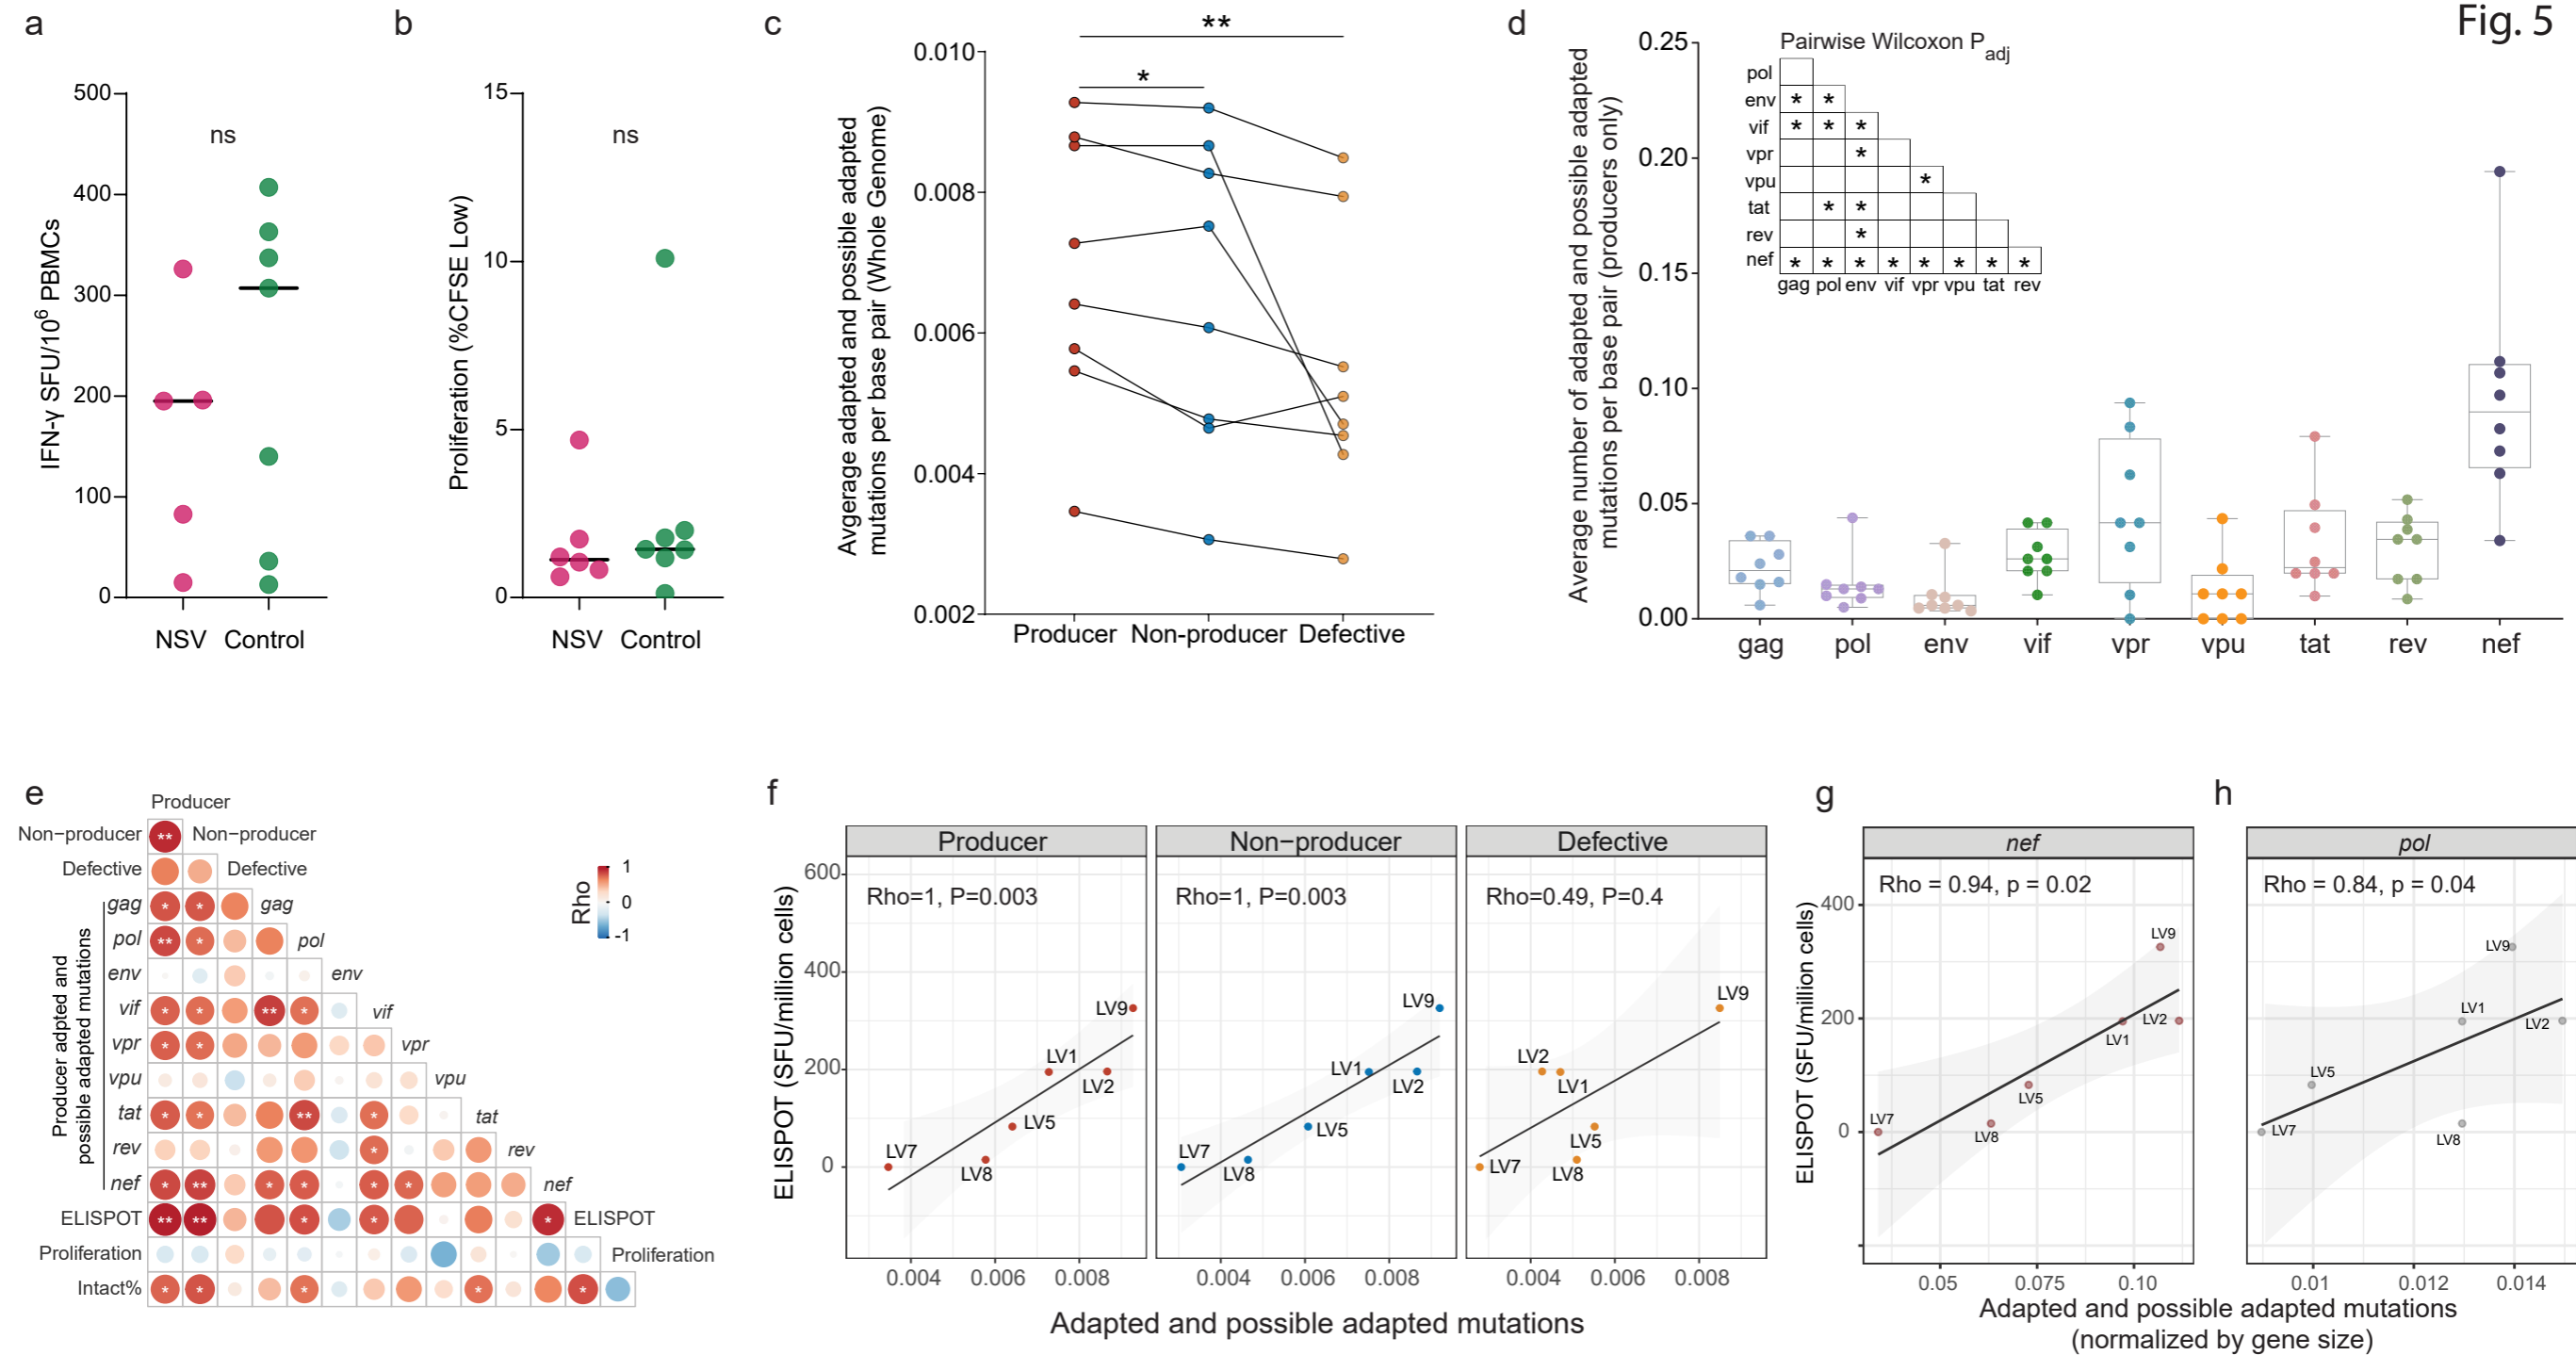 Fig. 5
a
ns
IFN-γ SFU/10⁶ PBMCs
500
400
300
200
100
0
NSV
Control
b
ns
Proliferation (%CFSE Low)
15
10
5
0
NSV
Control
c
**
*
Avgerage adapted and possible adapted
mutations per base pair (Whole Genome)
0.010
0.008
0.006
0.004
0.002
Producer
Non-producer
Defective
d
Average number of adapted and possible adapted
mutations per base pair (producers only)
0.25
0.20
0.15
0.10
0.05
0.00
Pairwise Wilcoxon Padj
pol
env * *
vif * * *
vpr *
vpu *
tat * *
rev *
nef * * * * * * * *
gag pol env vif vpr vpu tat rev
gag
pol
env
vif
vpr
vpu
tat
rev
nef
e
Producer
Non−producer ** Non−producer
Defective Defective
gag * * gag
pol ** * pol
env env
vif * * ** * vif
vpr * * vpr
vpu vpu
tat * * ** * tat
rev * rev
nef * ** * * * * nef
ELISPOT ** ** * * * ELISPOT
Proliferation Proliferation
Intact% * * * * *
Producer adapted and
possible adapted mutations
Rho
1
0
-1
f
Producer
Non−producer
Defective
Rho=1, P=0.003
Rho=1, P=0.003
Rho=0.49, P=0.4
ELISPOT (SFU/million cells)
600
400
200
0
LV9
LV1
LV2
LV5
LV7
LV8
LV9
LV1
LV2
LV5
LV7
LV8
LV9
LV2
LV1
LV5
LV7
LV8
0.004
0.006
0.008
0.004
0.006
0.008
0.004
0.006
0.008
Adapted and possible adapted mutations
g
nef
Rho = 0.94, p = 0.02
ELISPOT (SFU/million cells)
400
200
0
LV9
LV2
LV1
LV5
LV7
LV8
0.05
0.075
0.10
h
pol
Rho = 0.84, p = 0.04
LV9
LV1
LV2
LV5
LV7
LV8
0.01
0.012
0.014
Adapted and possible adapted mutations
(normalized by gene size)